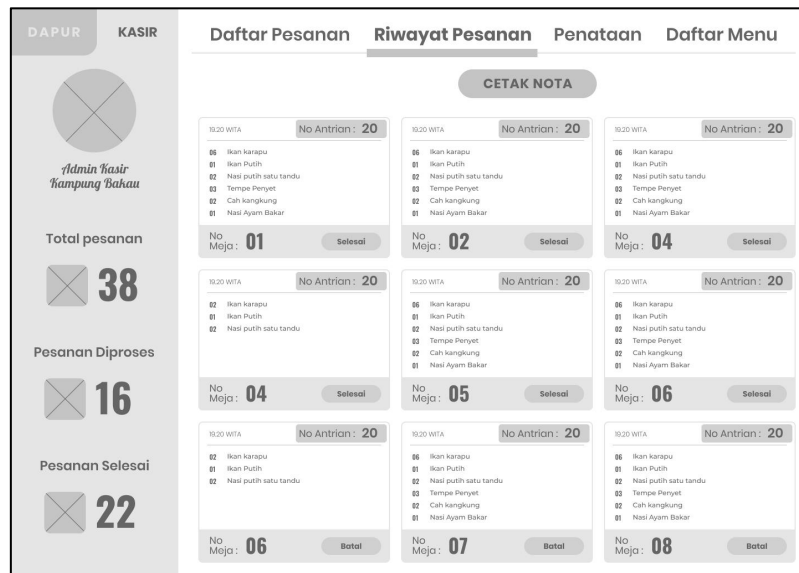 DAPUR KASIR
Admin Kasir
Kampung Bakau
Total pesanan
38
Pesanan Diproses
16
Pesanan Selesai
22
Daftar Pesanan Riwayat Pesanan Penataan Daftar Menu
CETAK NOTA
19.20 WITA No Antrian : 20
06 Ikan karapu
01 Ikan Putih
02 Nasi putih satu tandu
03 Tempe Penyet
02 Cah kangkung
01 Nasi Ayam Bakar
No
Meja : 01 Selesai
19.20 WITA No Antrian : 20
06 Ikan karapu
01 Ikan Putih
02 Nasi putih satu tandu
03 Tempe Penyet
02 Cah kangkung
01 Nasi Ayam Bakar
No
Meja : 02 Selesai
19.20 WITA No Antrian : 20
06 Ikan karapu
01 Ikan Putih
02 Nasi putih satu tandu
03 Tempe Penyet
02 Cah kangkung
01 Nasi Ayam Bakar
No
Meja : 04 Selesai
19.20 WITA No Antrian : 20
02 Ikan karapu
01 Ikan Putih
02 Nasi putih satu tandu
No
Meja : 04 Selesai
19.20 WITA No Antrian : 20
06 Ikan karapu
01 Ikan Putih
02 Nasi putih satu tandu
03 Tempe Penyet
02 Cah kangkung
01 Nasi Ayam Bakar
No
Meja : 05 Selesai
19.20 WITA No Antrian : 20
06 Ikan karapu
01 Ikan Putih
02 Nasi putih satu tandu
03 Tempe Penyet
02 Cah kangkung
01 Nasi Ayam Bakar
No
Meja : 06 Selesai
19.20 WITA No Antrian : 20
02 Ikan karapu
01 Ikan Putih
02 Nasi putih satu tandu
No
Meja : 06 Batal
19.20 WITA No Antrian : 20
06 Ikan karapu
01 Ikan Putih
02 Nasi putih satu tandu
03 Tempe Penyet
02 Cah kangkung
01 Nasi Ayam Bakar
No
Meja : 07 Batal
19.20 WITA No Antrian : 20
06 Ikan karapu
01 Ikan Putih
02 Nasi putih satu tandu
03 Tempe Penyet
02 Cah kangkung
01 Nasi Ayam Bakar
No
Meja : 08 Batal